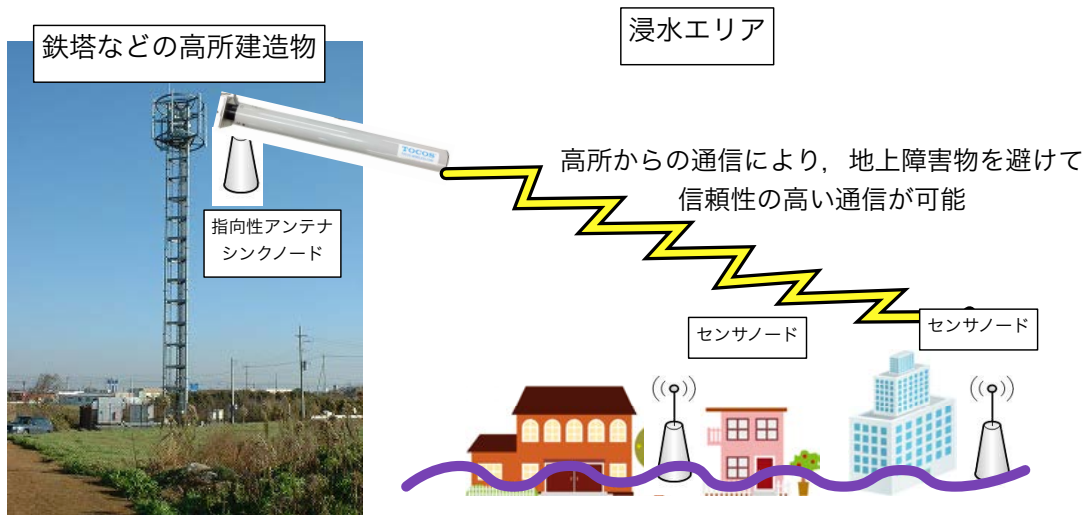 鉄塔などの高所建造物
浸水エリア
TOCOS
高所からの通信により，地上障害物を避けて
信頼性の高い通信が可能
指向性アンテナ
シンクノード
センサノード
センサノード